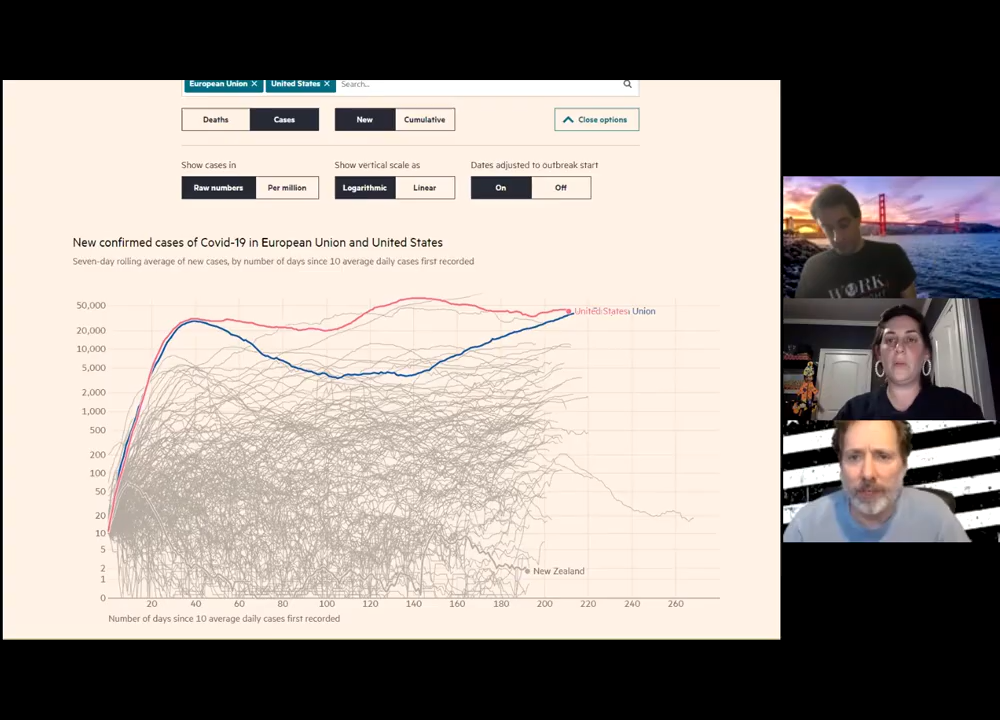 European Union ✕ United States ✕ Search...
Deaths Cases New Cumulative Close options
Show cases in Show vertical scale as Dates adjusted to outbreak start
Raw numbers Per million Logarithmic Linear On Off
New confirmed cases of Covid-19 in European Union and United States
Seven-day rolling average of new cases, by number of days since 10 average daily cases first recorded
50,000
United States Union
20,000
10,000
5,000
2,000
1,000
500
200
100
50
20
10
5
2
New Zealand
1
0
20 40 60 80 100 120 140 160 180 200 220 240 260
Number of days since 10 average daily cases first recorded
WORK